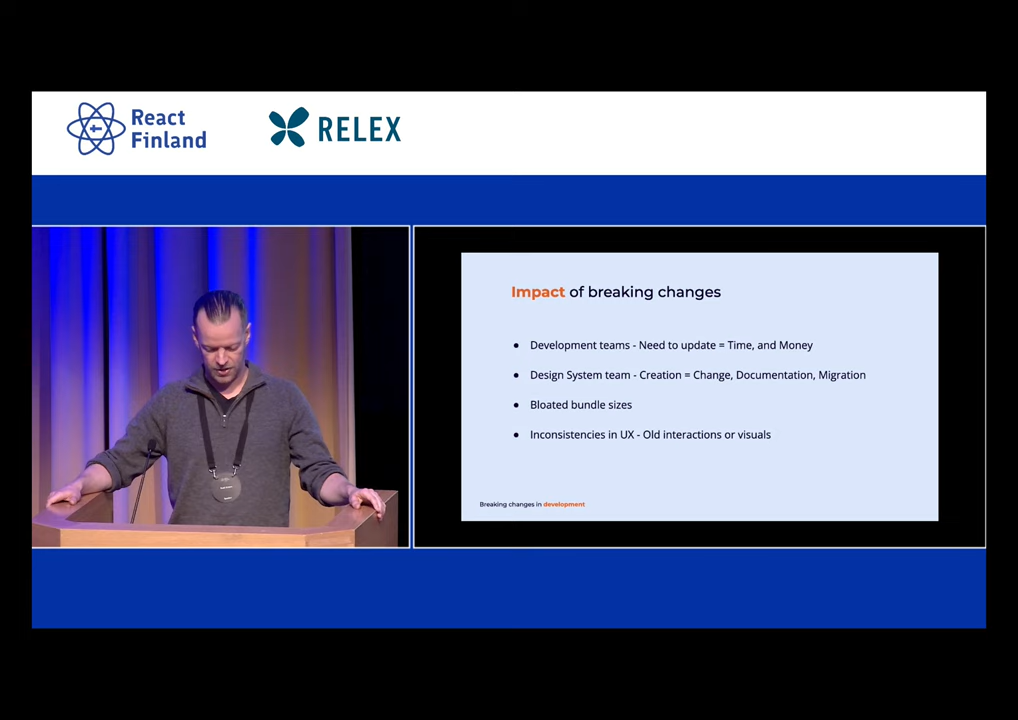 React
Finland
RELEX
Impact of breaking changes
● Development teams - Need to update = Time, and Money
● Design System team - Creation = Change, Documentation, Migration
● Bloated bundle sizes
● Inconsistencies in UX - Old interactions or visuals
Breaking changes in development